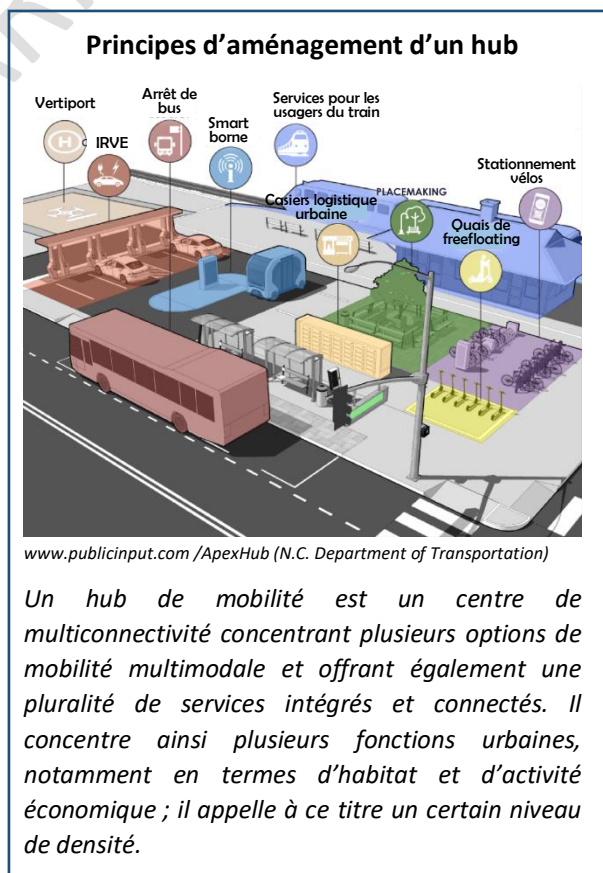 Principes d'aménagement d'un hub
Vertiport
IRVE
Arrêt de
bus
Smart
borne
Services pour les
usagers du train
Casiers logistique
urbaine
PLACEMAKING
Quais de
freefloating
Stationnement
vélos
H
www.publicinput.com /ApexHub (N.C. Department of Transportation)
Un hub de mobilité est un centre de
multiconnectivité concentrant plusieurs options de
mobilité multimodale et offrant également une
pluralité de services intégrés et connectés. Il
concentre ainsi plusieurs fonctions urbaines,
notamment en termes d'habitat et d'activité
économique ; il appelle à ce titre un certain niveau
de densité.